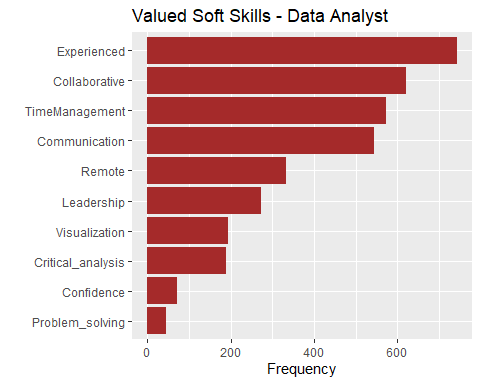 Valued Soft Skills - Data Analyst
Experienced
Collaborative
TimeManagement
Communication
Remote
Leadership
Visualization
Critical_analysis
Confidence
Problem_solving
0 200 400 600
Frequency